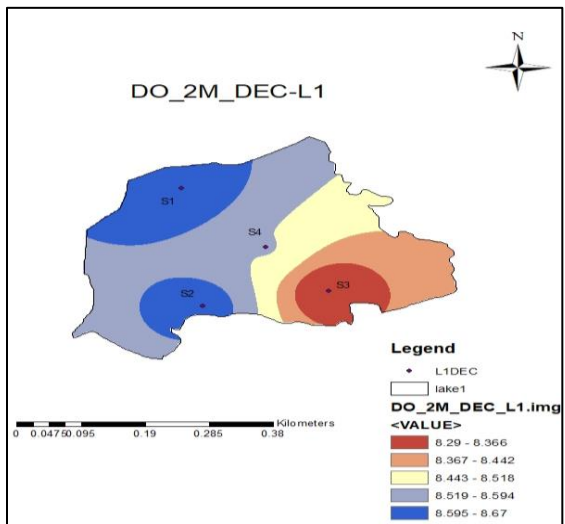 N
DO_2M_DEC-L1
S1
S4
S2
S3
Legend
L1DEC
lake1
DO_2M_DEC_L1.img
<VALUE>
8.29 - 8.366
8.367 - 8.442
8.443 - 8.518
8.519 - 8.594
8.595 - 8.67
Kilometers
0 0.0475 0.095 0.19 0.285 0.38